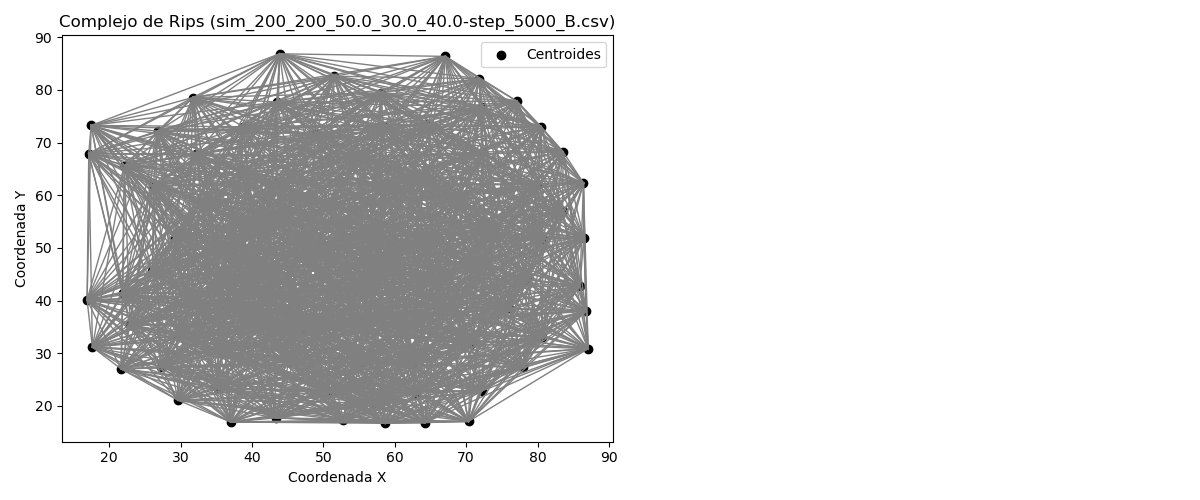 Complejo de Rips (sim_200_200_50.0_30.0_40.0-step_5000_B.csv)
Centroides
90
80
70
60
50
40
30
20
Coordenada Y
20 30 40 50 60 70 80 90
Coordenada X